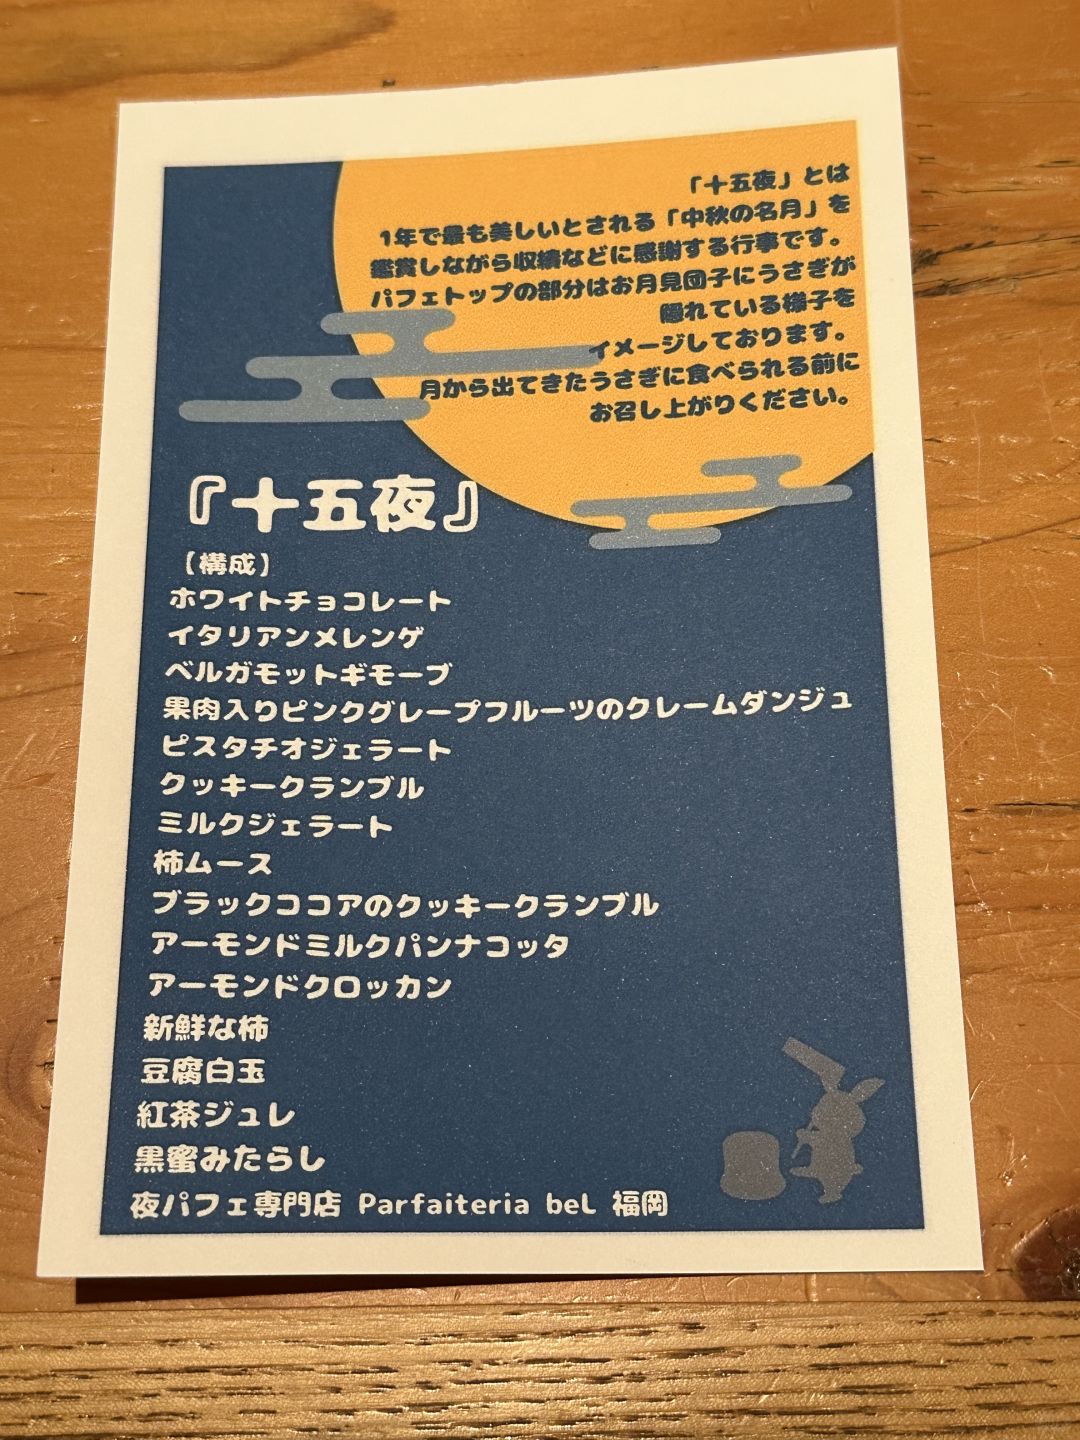 「十五夜」とは
1年で最も美しいとされる「中秋の名月」を
鑑賞しながら収績などに感謝する行事です。
パフェトップの部分はお月見団子にうさぎが
隠れている様子を
イメージしております。
月から出てきたうさぎに食べられる前に
お召し上がりください。
『十五夜』
【構成】
ホワイトチョコレート
イタリアンメレンゲ
ベルガモットギモーブ
果肉入りピンクグレープフルーツのクレームダンジュ
ピスタチオジェラート
クッキークランブル
ミルクジェラート
柿ムース
ブラックココアのクッキークランブル
アーモンドミルクパンナコッタ
アーモンドクロッカン
新鮮な柿
豆腐白玉
紅茶ジュレ
黒蜜みたらし
夜パフェ専門店 Parfaiteria beL 福岡